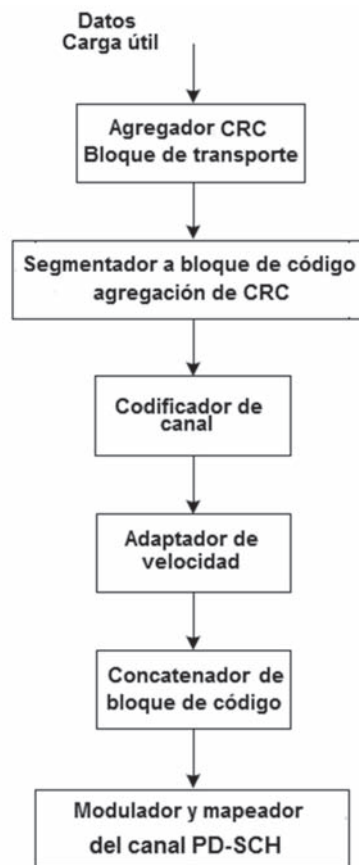 Datos
Carga útil
Agregador CRC
Bloque de transporte
Segmentador a bloque de código
agregación de CRC
Codificador de
canal
Adaptador de
velocidad
Concatenador de
bloque de código
Modulador y mapeador
del canal PD-SCH